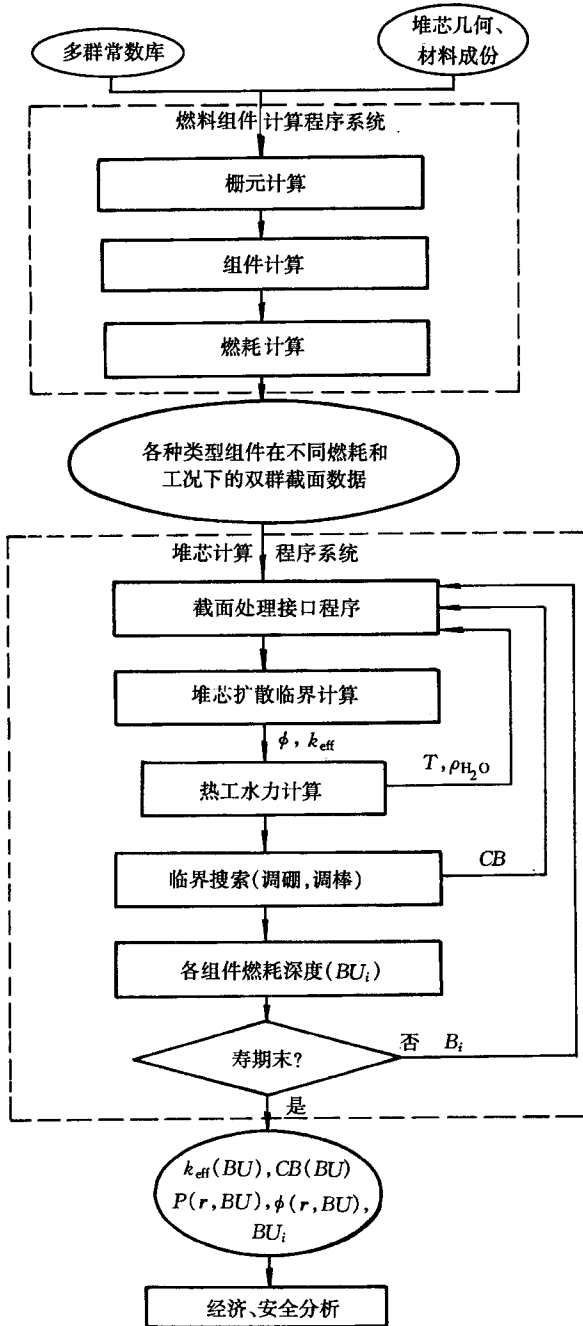 多群常数库
堆芯几何、
材料成份
燃料组件 计算程序系统
栅元计算
组件计算
燃耗计算
各种类型组件在不同燃耗和
工况下的双群截面数据
堆芯计算 程序系统
截面处理接口程序
堆芯扩散临界计算
ϕ, k_eff
热工水力计算
T, ρ_H₂O
临界搜索(调硼,调棒)
CB
各组件燃耗深度(BU_i)
寿期末?
否 B_i
是
k_eff(BU), CB(BU)
P(r, BU), ϕ(r, BU),
BU_i
经济、安全分析